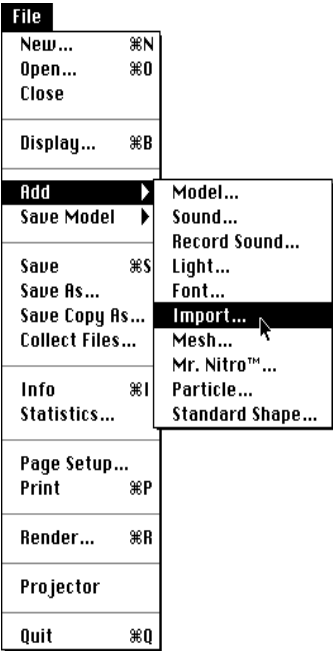 File
New... ⌘N
Open... ⌘O
Close
Display... ⌘B
Add
Save Model
Save ⌘S
Save As...
Save Copy As...
Collect Files...
Info ⌘I
Statistics...
Page Setup...
Print ⌘P
Render... ⌘R
Projector
Quit ⌘Q
Model...
Sound...
Record Sound...
Light...
Font...
Import...
Mesh...
Mr. Nitro™...
Particle...
Standard Shape...